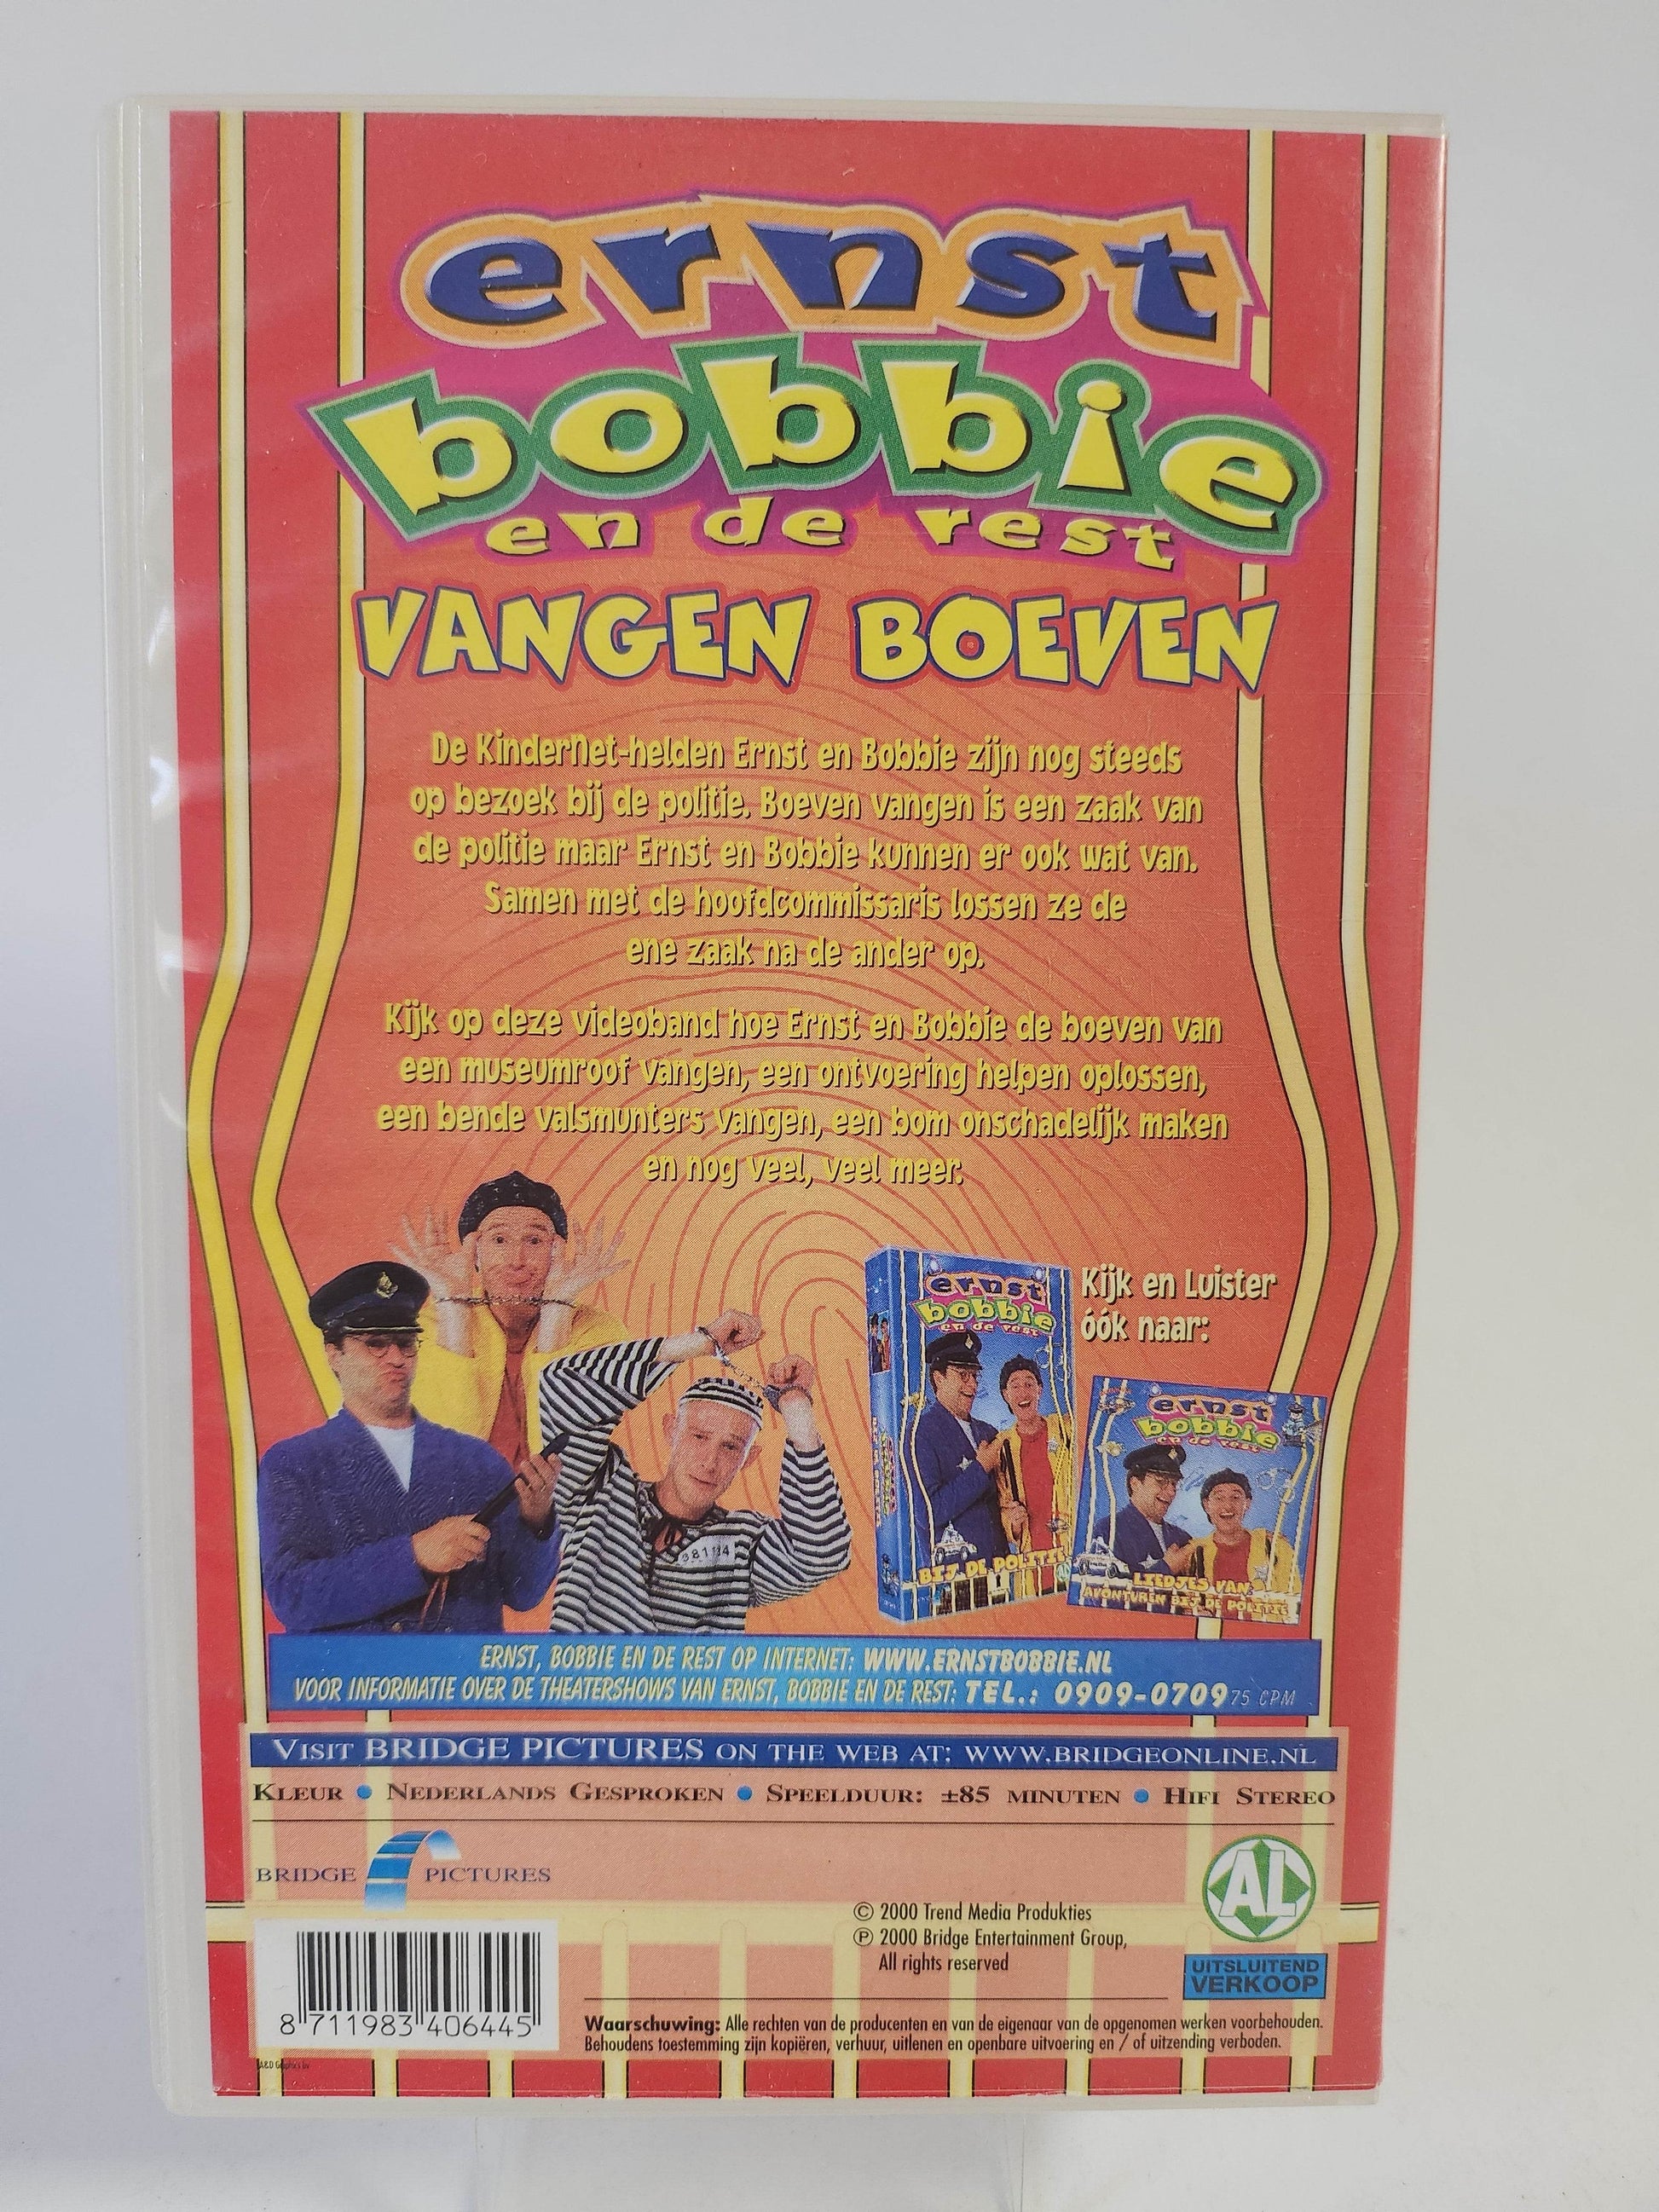 ernst
bobbie
en de rest
VANGEN BOEVEN
De KinderNet-helden Ernst en Bobbie zijn nog steeds
op bezoek bij de politie. Boeven vangen is een zaak van
de politie maar Ernst en Bobbie kunnen er ook wat van.
Samen met de hoofdcommissaris lossen ze de
ene zaak na de ander op.
Kijk op deze videoband hoe Ernst en Bobbie de boeven van
een museumroof vangen, een ontvoering helpen oplossen,
een bende valsmunters vangen, een bom onschadelijk maken
en nog veel, veel meer.
Kijk en Luister
óók naar:
ernst
bobbie
en de rest
BIJ DE POLITIE
ernst
bobbie
en de rest
LIEDJES VAN
AVONTUREN BIJ DE POLITIE
ERNST, BOBBIE EN DE REST OP INTERNET: WWW.ERNSTBOBBIE.NL
VOOR INFORMATIE OVER DE THEATERSHOWS VAN ERNST, BOBBIE EN DE REST: TEL.: 0909-0709 75 CPM
VISIT BRIDGE PICTURES ON THE WEB AT: WWW.BRIDGEONLINE.NL
KLEUR • NEDERLANDS GESPROKEN • SPEELDUUR: ±85 MINUTEN • HIFI STEREO
BRIDGE PICTURES
AL
© 2000 Trend Media Produkties
℗ 2000 Bridge Entertainment Group,
All rights reserved
UITSLUITEND
VERKOOP
8 711983 406445
Waarschuwing: Alle rechten van de producenten en van de eigenaar van de opgenomen werken voorbehouden.
Behoudens toestemming zijn kopiëren, verhuur, uitlenen en openbare uitvoering en / of uitzending verboden.